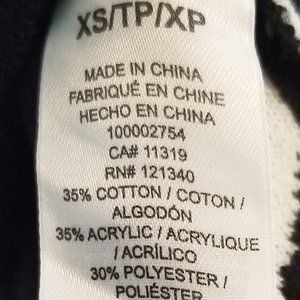 XS/TP/XP
MADE IN CHINA
FABRIQUÉ EN CHINE
HECHO EN CHINA
100002754
CA# 11319
RN# 121340
35% COTTON / COTON /
ALGODÓN
35% ACRYLIC / ACRYLIQUE
/ ACRÍLICO
30% POLYESTER /
POLIÉSTER